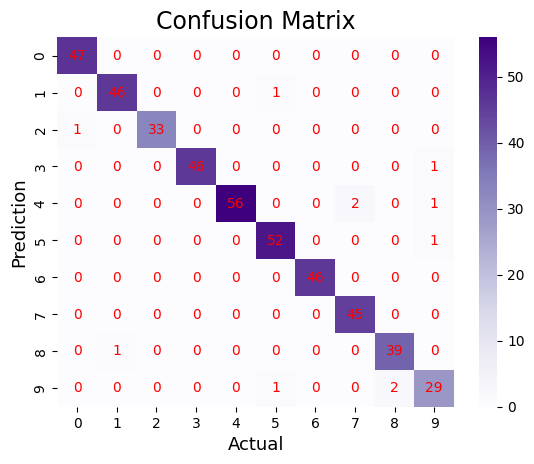 Confusion Matrix
0 47 0 0 0 0 0 0 0 0 0
1 0 46 0 0 0 1 0 0 0 0
2 1 0 33 0 0 0 0 0 0 0
3 0 0 0 46 0 0 0 0 0 1
4 0 0 0 0 56 0 0 2 0 1
5 0 0 0 0 0 52 0 0 0 1
6 0 0 0 0 0 0 46 0 0 0
7 0 0 0 0 0 0 0 45 0 0
8 0 1 0 0 0 0 0 0 39 0
9 0 0 0 0 0 1 0 0 2 29
0 1 2 3 4 5 6 7 8 9
Prediction
Actual
50
40
30
20
10
0